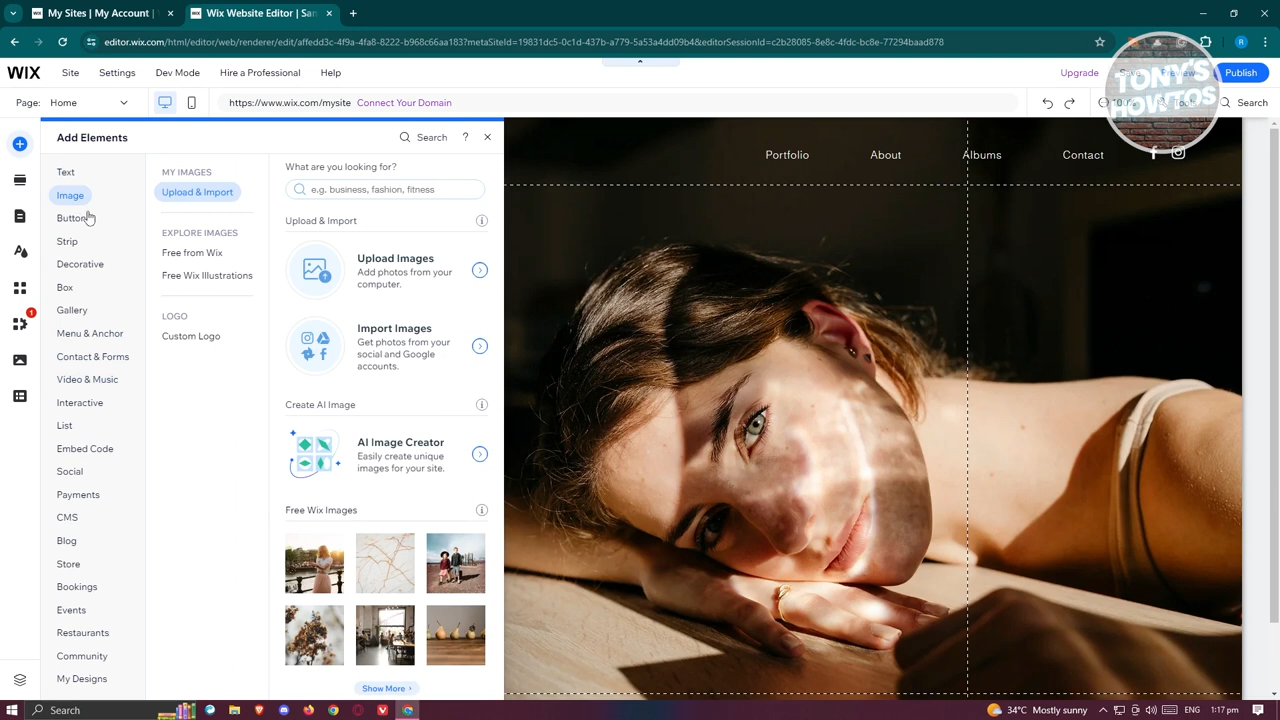 My Sites | My Account |
Wix Website Editor | San
editor.wix.com/html/editor/web/renderer/edit/affedd3c-4f9a-4fa8-8222-b968c66aa183?metaSiteId=19831dc5-0c1d-437b-a779-5a53a4dd09b4&editorSessionId=c2b28085-8e8c-4fdc-bc8e-77294baad878
R
WIX
Site
Settings
Dev Mode
Hire a Professional
Help
Upgrade
Save
Preview
Publish
Page: Home
https://www.wix.com/mysite Connect Your Domain
100%
Tools
Search
TONY'S
HOWTOS
Add Elements
Search
?
Text
Image
Button
Strip
Decorative
Box
Gallery
Menu & Anchor
Contact & Forms
Video & Music
Interactive
List
Embed Code
Social
Payments
CMS
Blog
Store
Bookings
Events
Restaurants
Community
My Designs
1
MY IMAGES
Upload & Import
EXPLORE IMAGES
Free from Wix
Free Wix Illustrations
LOGO
Custom Logo
What are you looking for?
e.g. business, fashion, fitness
Upload & Import
Upload Images
Add photos from your
computer.
Import Images
Get photos from your
social and Google
accounts.
Create AI Image
AI Image Creator
Easily create unique
images for your site.
Free Wix Images
Show More
Portfolio
About
Albums
Contact
Search
34°C Mostly sunny
ENG
1:17 pm